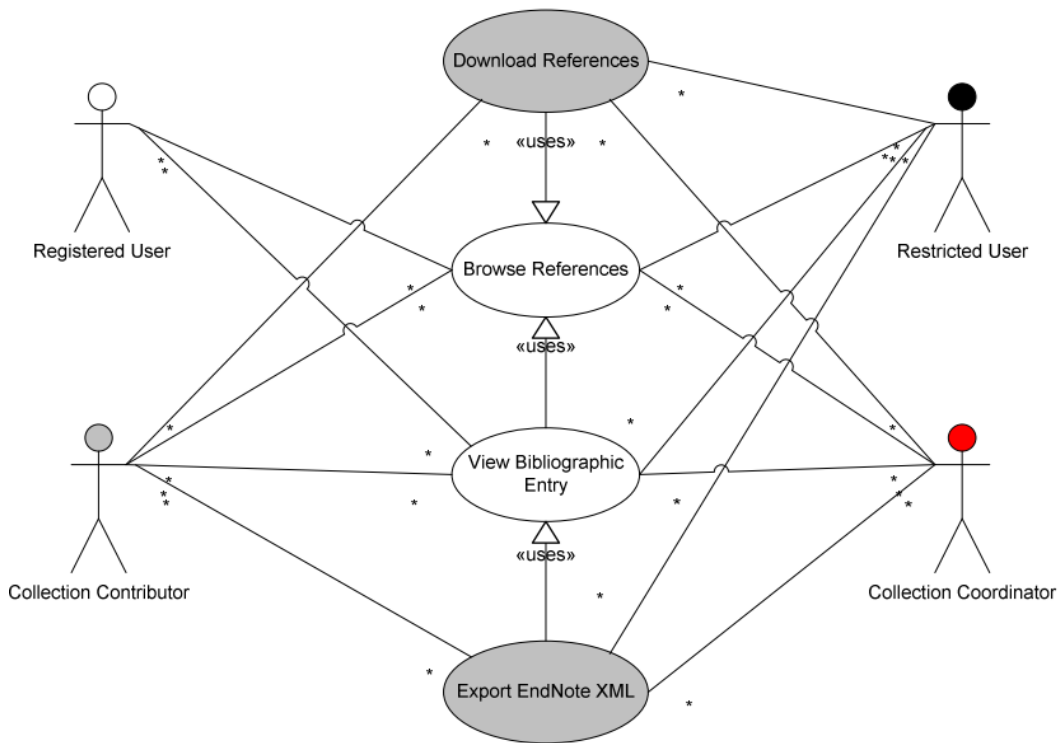 Download References
*
* «uses» *
* *
* * *
Registered User
Restricted User
Browse References
* *
* *
«uses»
* * *
* *
View Bibliographic
Entry
* * *
* * *
* *
«uses»
Collection Contributor
Collection Coordinator
*
Export EndNote XML
* *